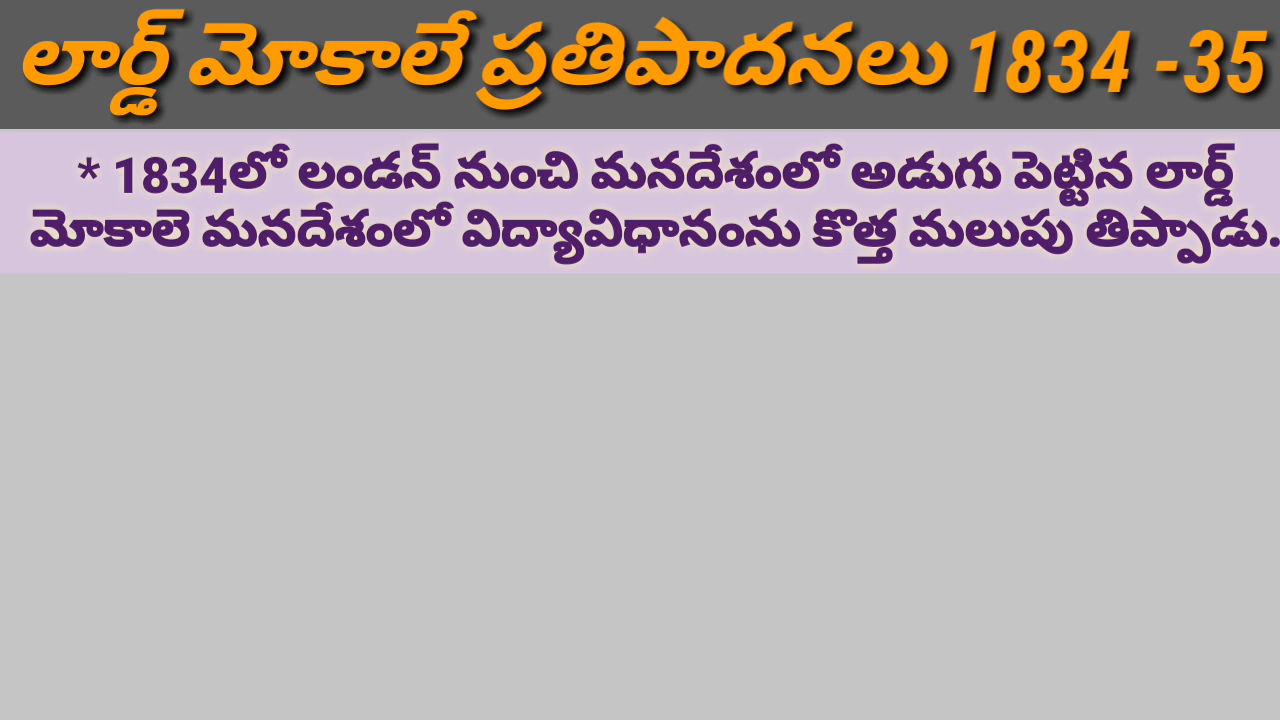 లార్డ్ మోకాలే ప్రతిపాదనలు 1834 -35
* 1834లో లండన్ నుంచి మనదేశంలో అడుగు పెట్టిన లార్డ్
మోకాలె మనదేశంలో విద్యావిధానంను కొత్త మలుపు తిప్పాడు.